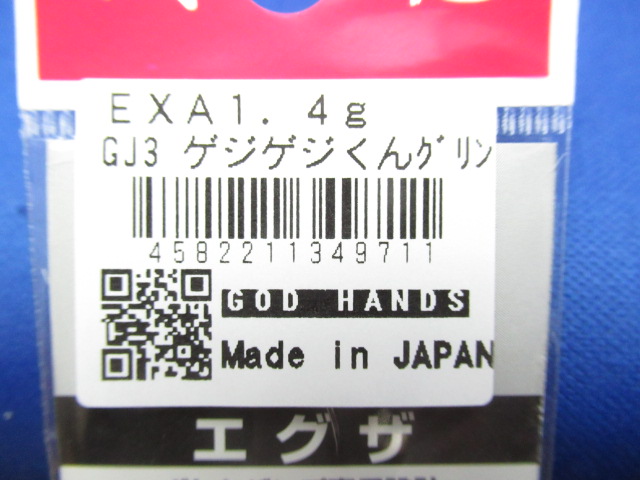 EXA1. 4g
GJ3 ゲジゲジくんグリン
4582211349711
GOD HANDS
Made in JAPAN
エグザ